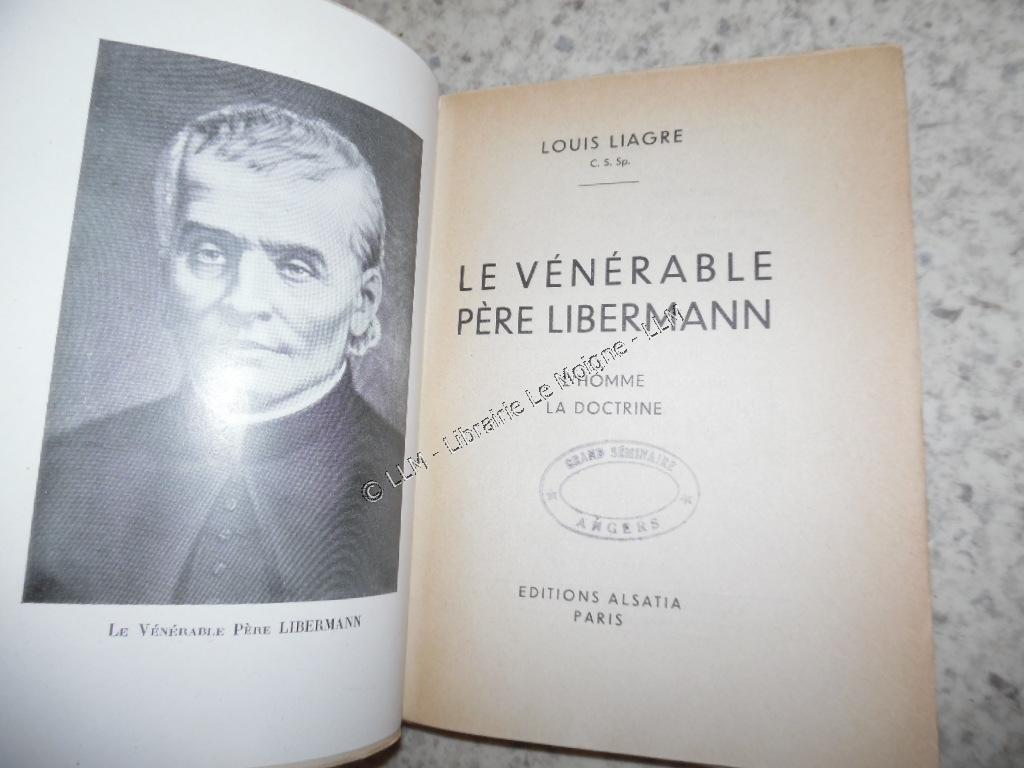 Le Vénérable Père LIBERMANN
LOUIS LIAGRE
C. S. Sp.
LE VÉNÉRABLE
PÈRE LIBERMANN
L'HOMME
LA DOCTRINE
GRAND SÉMINAIRE
ANGERS
EDITIONS ALSATIA
PARIS
© LLM - Librairie Le Moigne - LLM